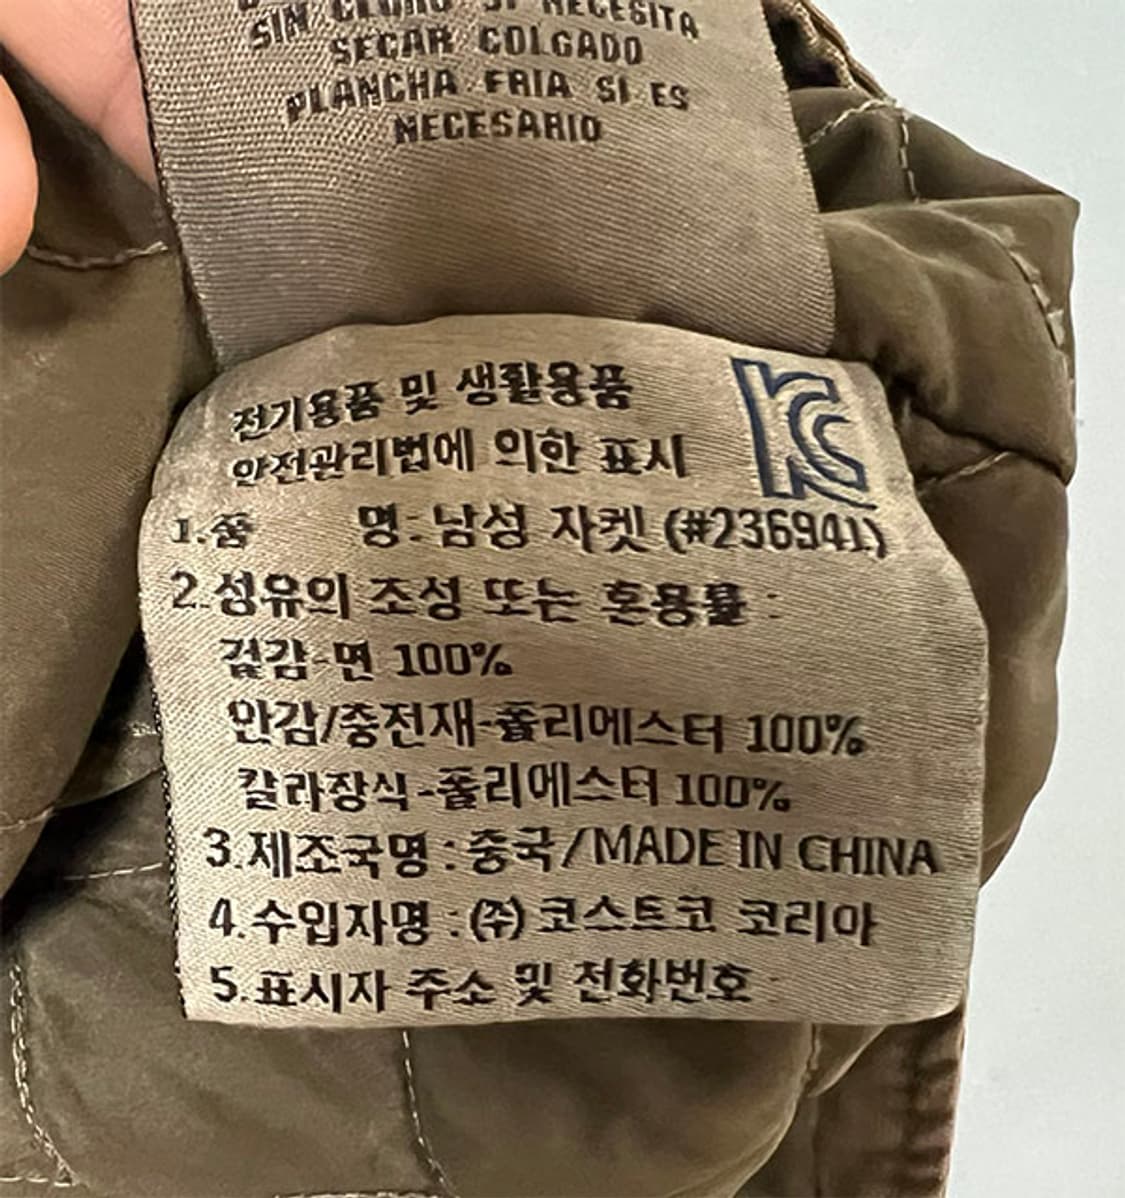 SIN CLORO SI NECESITA
SECAR COLGADO
PLANCHA FRIA SI ES
NECESARIO
전기용품 및 생활용품
안전관리법에 의한 표시
KC
1.품 명: 남성 자켓 (#236941)
2.섬유의 조성 또는 혼용률 :
겉감-면 100%
안감/충전재-폴리에스터 100%
칼라장식-폴리에스터 100%
3.제조국명 : 중국/MADE IN CHINA
4.수입자명 : (주) 코스트코 코리아
5.표시자 주소 및 전화번호